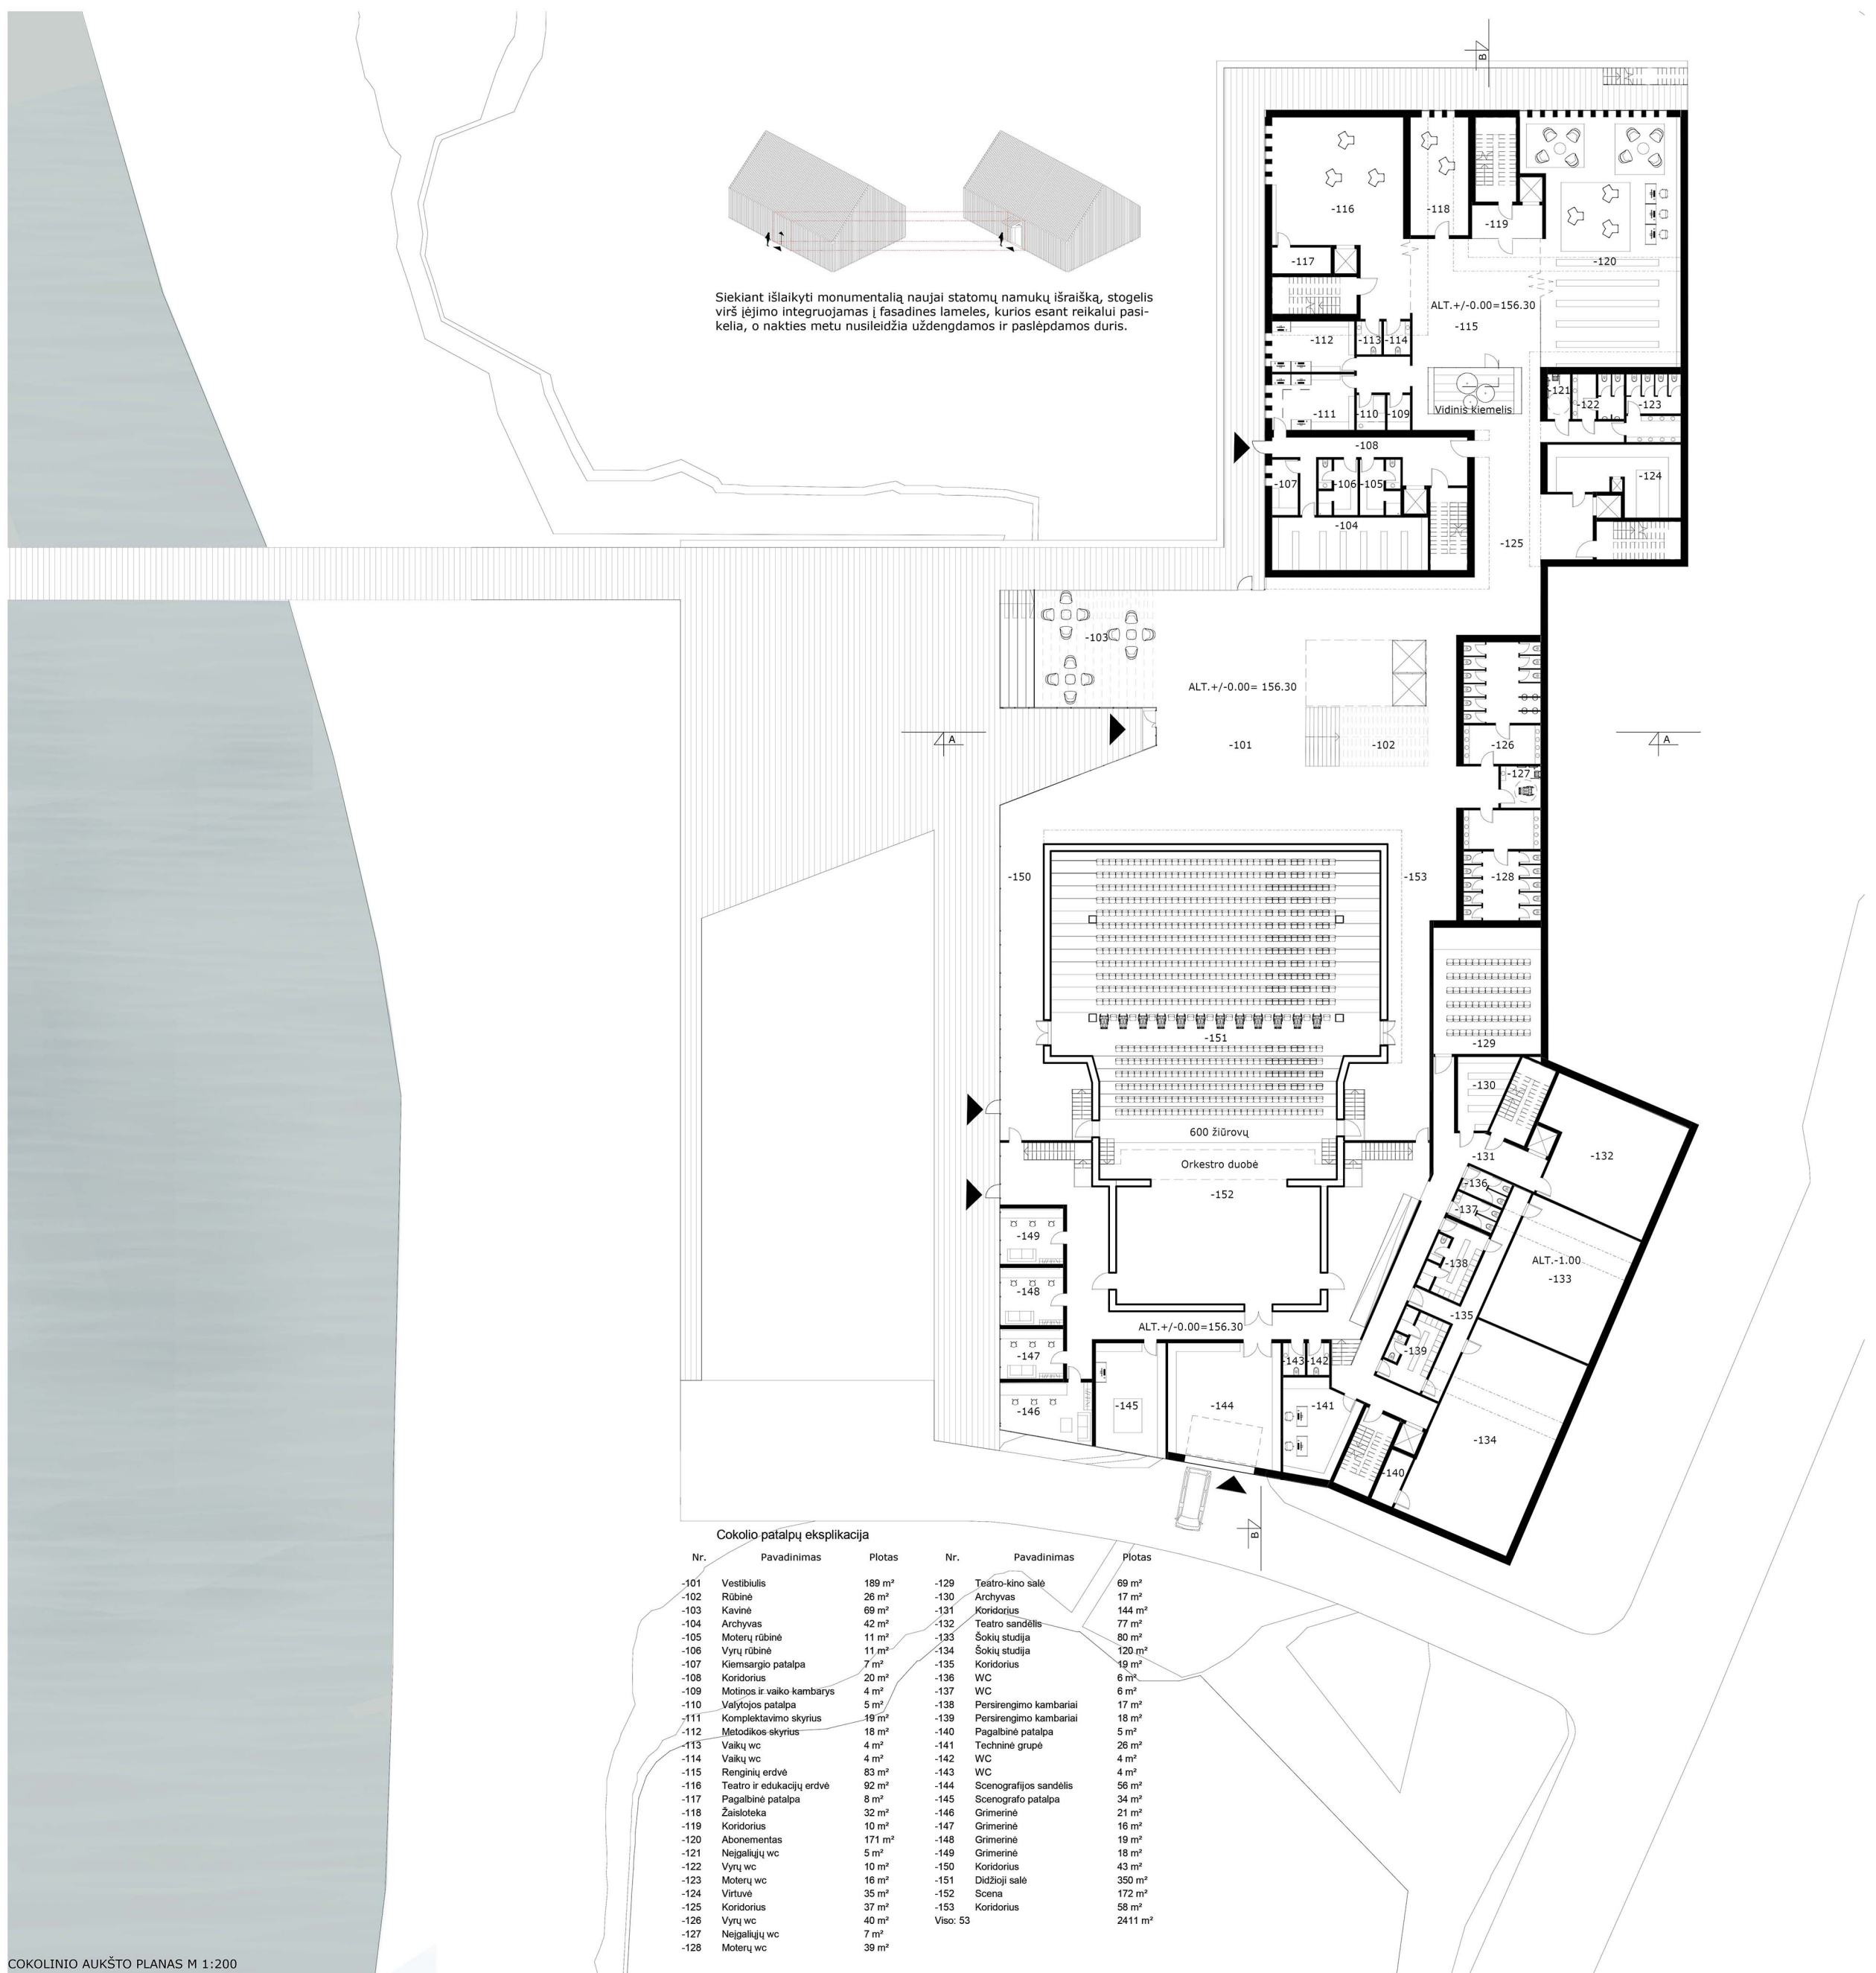 B
-116
-118
-119
-117
-120
ALT.+/-0.00=156.30
-115
-112
-113
-114
-111
-110
-109
Vidinis kiemelis
-121
-122
-123
-108
-107
-106
-105
-104
-124
-125
Siekiant išlaikyti monumentalią naujai statomų namukų išraišką, stogelis
virš įėjimo integruojamas į fasadines lameles, kurios esant reikalui pasi-
kelia, o nakties metu nusileidžia uždengdamos ir paslėpdamos duris.
-103
ALT.+/-0.00= 156.30
A
-101
-102
-126
A
-127
-150
-153
-128
-151
-129
-130
600 žiūrovų
Orkestro duobė
-152
-131
-132
-136
-137
-149
-138
ALT.-1.00
-133
-148
-135
ALT.+/-0.00=156.30
-147
-143
-142
-139
-146
-145
-144
-141
-134
-140
B
Cokolio patalpų eksplikacija
Nr. Pavadinimas Plotas Nr. Pavadinimas Plotas
-101 Vestibiulis 189 m² -129 Teatro-kino salė 69 m²
-102 Rūbinė 26 m² -130 Archyvas 17 m²
-103 Kavinė 69 m² -131 Koridorius 144 m²
-104 Archyvas 42 m² -132 Teatro sandėlis 77 m²
-105 Moterų rūbinė 11 m² -133 Šokių studija 80 m²
-106 Vyrų rūbinė 11 m² -134 Šokių studija 120 m²
-107 Kiemsargio patalpa 7 m² -135 Koridorius 19 m²
-108 Koridorius 20 m² -136 WC 6 m²
-109 Motinos ir vaiko kambarys 4 m² -137 WC 6 m²
-110 Valytojos patalpa 5 m² -138 Persirengimo kambariai 17 m²
-111 Komplektavimo skyrius 19 m² -139 Persirengimo kambariai 18 m²
-112 Metodikos skyrius 18 m² -140 Pagalbinė patalpa 5 m²
-113 Vaikų wc 4 m² -141 Techninė grupė 26 m²
-114 Vaikų wc 4 m² -142 WC 4 m²
-115 Renginių erdvė 83 m² -143 WC 4 m²
-116 Teatro ir edukacijų erdvė 92 m² -144 Scenografijos sandėlis 56 m²
-117 Pagalbinė patalpa 8 m² -145 Scenografo patalpa 34 m²
-118 Žaisloteka 32 m² -146 Grimerinė 21 m²
-119 Koridorius 10 m² -147 Grimerinė 16 m²
-120 Abonementas 171 m² -148 Grimerinė 19 m²
-121 Neįgaliųjų wc 5 m² -149 Grimerinė 18 m²
-122 Vyrų wc 10 m² -150 Koridorius 43 m²
-123 Moterų wc 16 m² -151 Didžioji salė 350 m²
-124 Virtuvė 35 m² -152 Scena 172 m²
-125 Koridorius 37 m² -153 Koridorius 58 m²
-126 Vyrų wc 40 m² Viso: 53 2411 m²
-127 Neįgaliųjų wc 7 m²
-128 Moterų wc 39 m²
COKOLINIO AUKŠTO PLANAS M 1:200